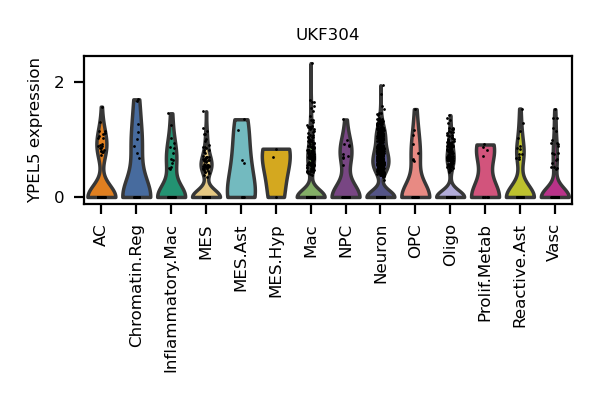 UKF304
YPEL5 expression
2
0
AC
Chromatin.Reg
Inflammatory.Mac
MES
MES.Ast
MES.Hyp
Mac
NPC
Neuron
OPC
Oligo
Prolif.Metab
Reactive.Ast
Vasc